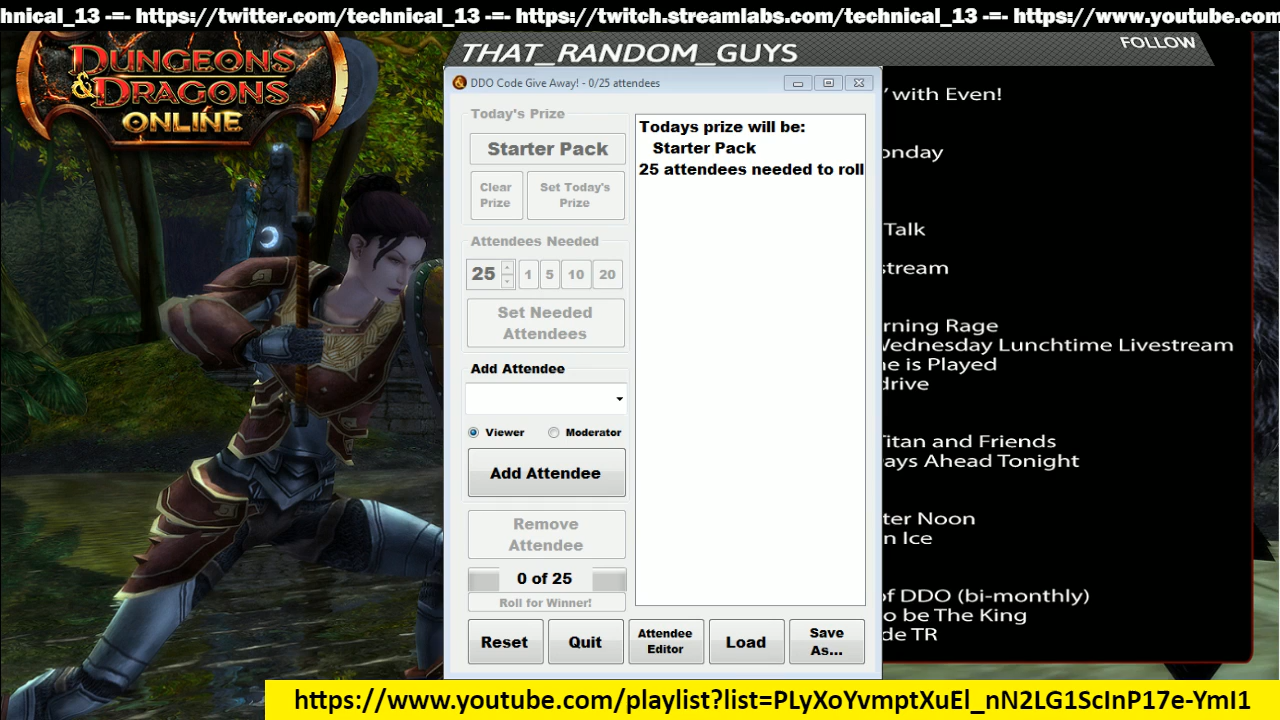 hnical_13 -=- https://twitter.com/technical_13 -=- https://twitch.streamlabs.com/technical_13 -=- https://www.youtube.com
DUNGEONS
& DRAGONS
ONLINE
THAT_RANDOM_GUYS
FOLLOW
DDO Code Give Away! - 0/25 attendees
Today's Prize
Starter Pack
Clear
Prize
Set Today's
Prize
Attendees Needed
25
1
5
10
20
Set Needed
Attendees
Add Attendee
Viewer
Moderator
Add Attendee
Remove
Attendee
0 of 25
Roll for Winner!
Todays prize will be:
Starter Pack
25 attendees needed to roll
Reset
Quit
Attendee
Editor
Load
Save
As...
' with Even!
onday
Talk
stream
rning Rage
Wednesday Lunchtime Livestream
ne is Played
drive
Titan and Friends
ays Ahead Tonight
ter Noon
n Ice
of DDO (bi-monthly)
o be The King
de TR
https://www.youtube.com/playlist?list=PLyXoYvmptXuEl_nN2LG1ScInP17e-YmI1